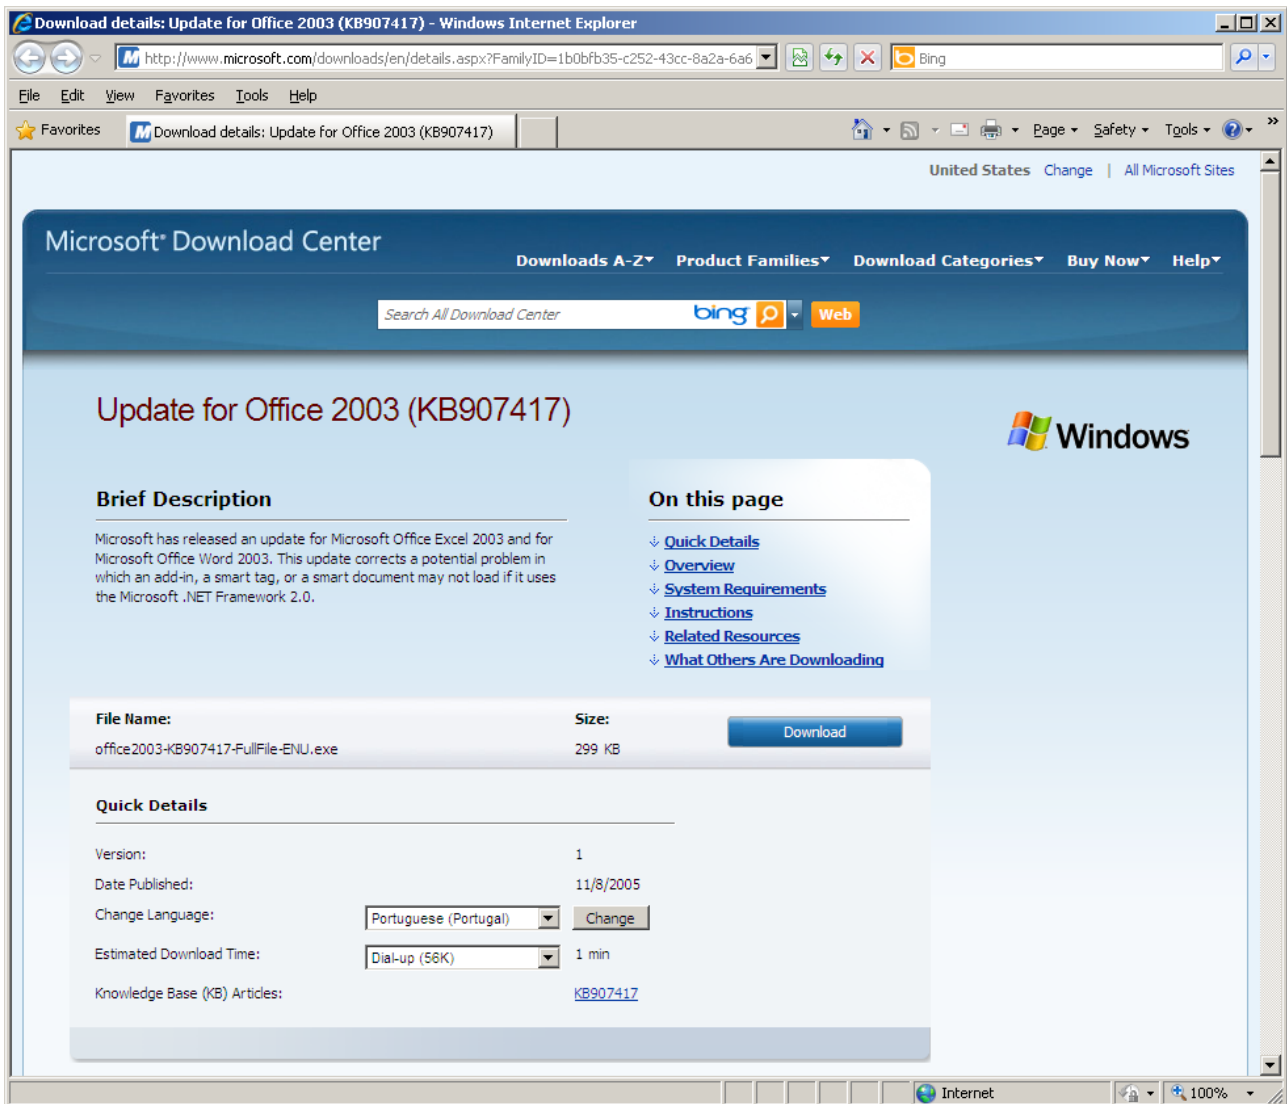 Download details: Update for Office 2003 (KB907417) - Windows Internet Explorer
http://www.microsoft.com/downloads/en/details.aspx?FamilyID=1b0bfb35-c252-43cc-8a2a-6a6
Bing
File Edit View Favorites Tools Help
Favorites
Download details: Update for Office 2003 (KB907417)
Page Safety Tools
United States Change | All Microsoft Sites
Microsoft® Download Center
Downloads A-Z Product Families Download Categories Buy Now Help
Search All Download Center
bing
Web
Update for Office 2003 (KB907417)
Windows
Brief Description
Microsoft has released an update for Microsoft Office Excel 2003 and for
Microsoft Office Word 2003. This update corrects a potential problem in
which an add-in, a smart tag, or a smart document may not load if it uses
the Microsoft .NET Framework 2.0.
On this page
Quick Details
Overview
System Requirements
Instructions
Related Resources
What Others Are Downloading
File Name: Size:
office2003-KB907417-FullFile-ENU.exe 299 KB
Download
Quick Details
Version: 1
Date Published: 11/8/2005
Change Language: Portuguese (Portugal) Change
Estimated Download Time: Dial-up (56K) 1 min
Knowledge Base (KB) Articles: KB907417
Internet 100%